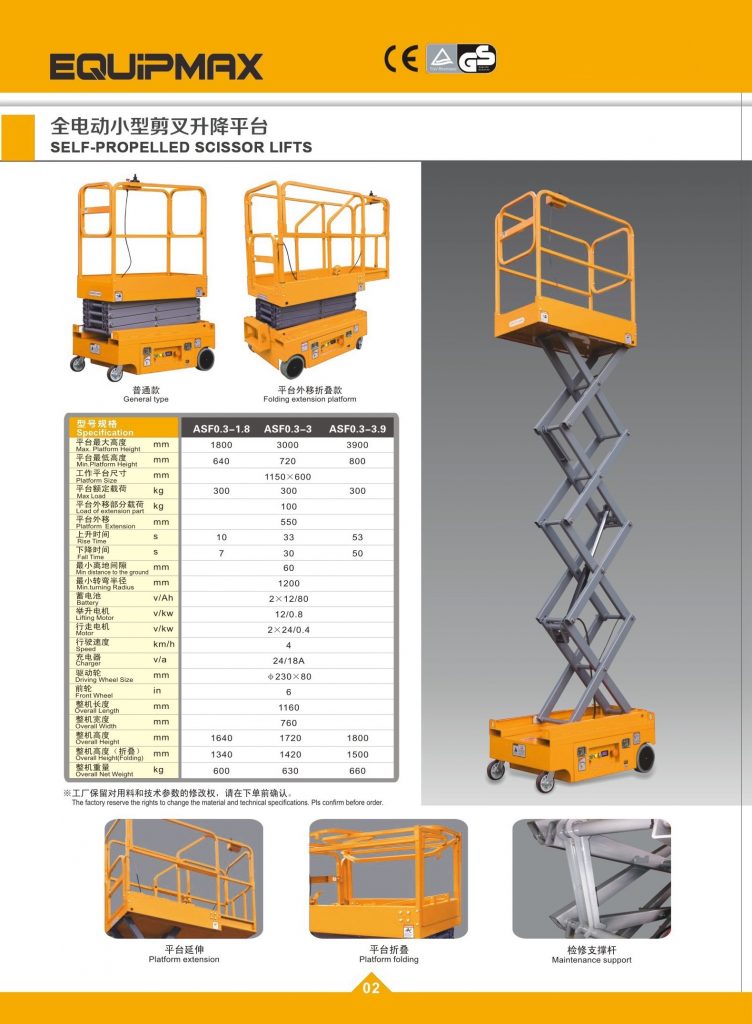 EQUIPMAX
CE
GS
全电动小型剪叉升降平台
SELF-PROPELLED SCISSOR LIFTS
普通款
General type
平台外移折叠款
Folding extension platform
型号规格
Specification ASF0.3-1.8 ASF0.3-3 ASF0.3-3.9
平台最大高度
Max. Platform Height mm 1800 3000 3900
平台最低高度
Min.Platform Height mm 640 720 800
工作平台尺寸
Platform Size mm 1150×600
平台额定载荷
Max.Load kg 300 300 300
平台外移部分载荷
Load of extension part kg 100
平台外移
Platform Extension mm 550
上升时间
Rise Time s 10 33 53
下降时间
Fall Time s 7 30 50
最小离地间隙
Min distance to the ground mm 60
最小转弯半径
Min.turning Radius mm 1200
蓄电池
Battery v/Ah 2×12/80
举升电机
Lifting Motor v/kw 12/0.8
行走电机
Motor v/kw 2×24/0.4
行驶速度
Speed km/h 4
充电器
Charger v/a 24/18A
驱动轮
Driving Wheel Size mm φ230×80
前轮
Front Wheel in 6
整机长度
Overall Length mm 1160
整机宽度
Overall Width mm 760
整机高度
Overall Height mm 1640 1720 1800
整机高度（折叠）
Overall Height(Folding) mm 1340 1420 1500
整机重量
Overall Net Weight kg 600 630 660
※工厂保留对用料和技术参数的修改权，请在下单前确认。
The factory reserve the rights to change the material and technical specifications. Pls confirm before order.
平台延伸
Platform extension
平台折叠
Platform folding
检修支撑杆
Maintenance support
02